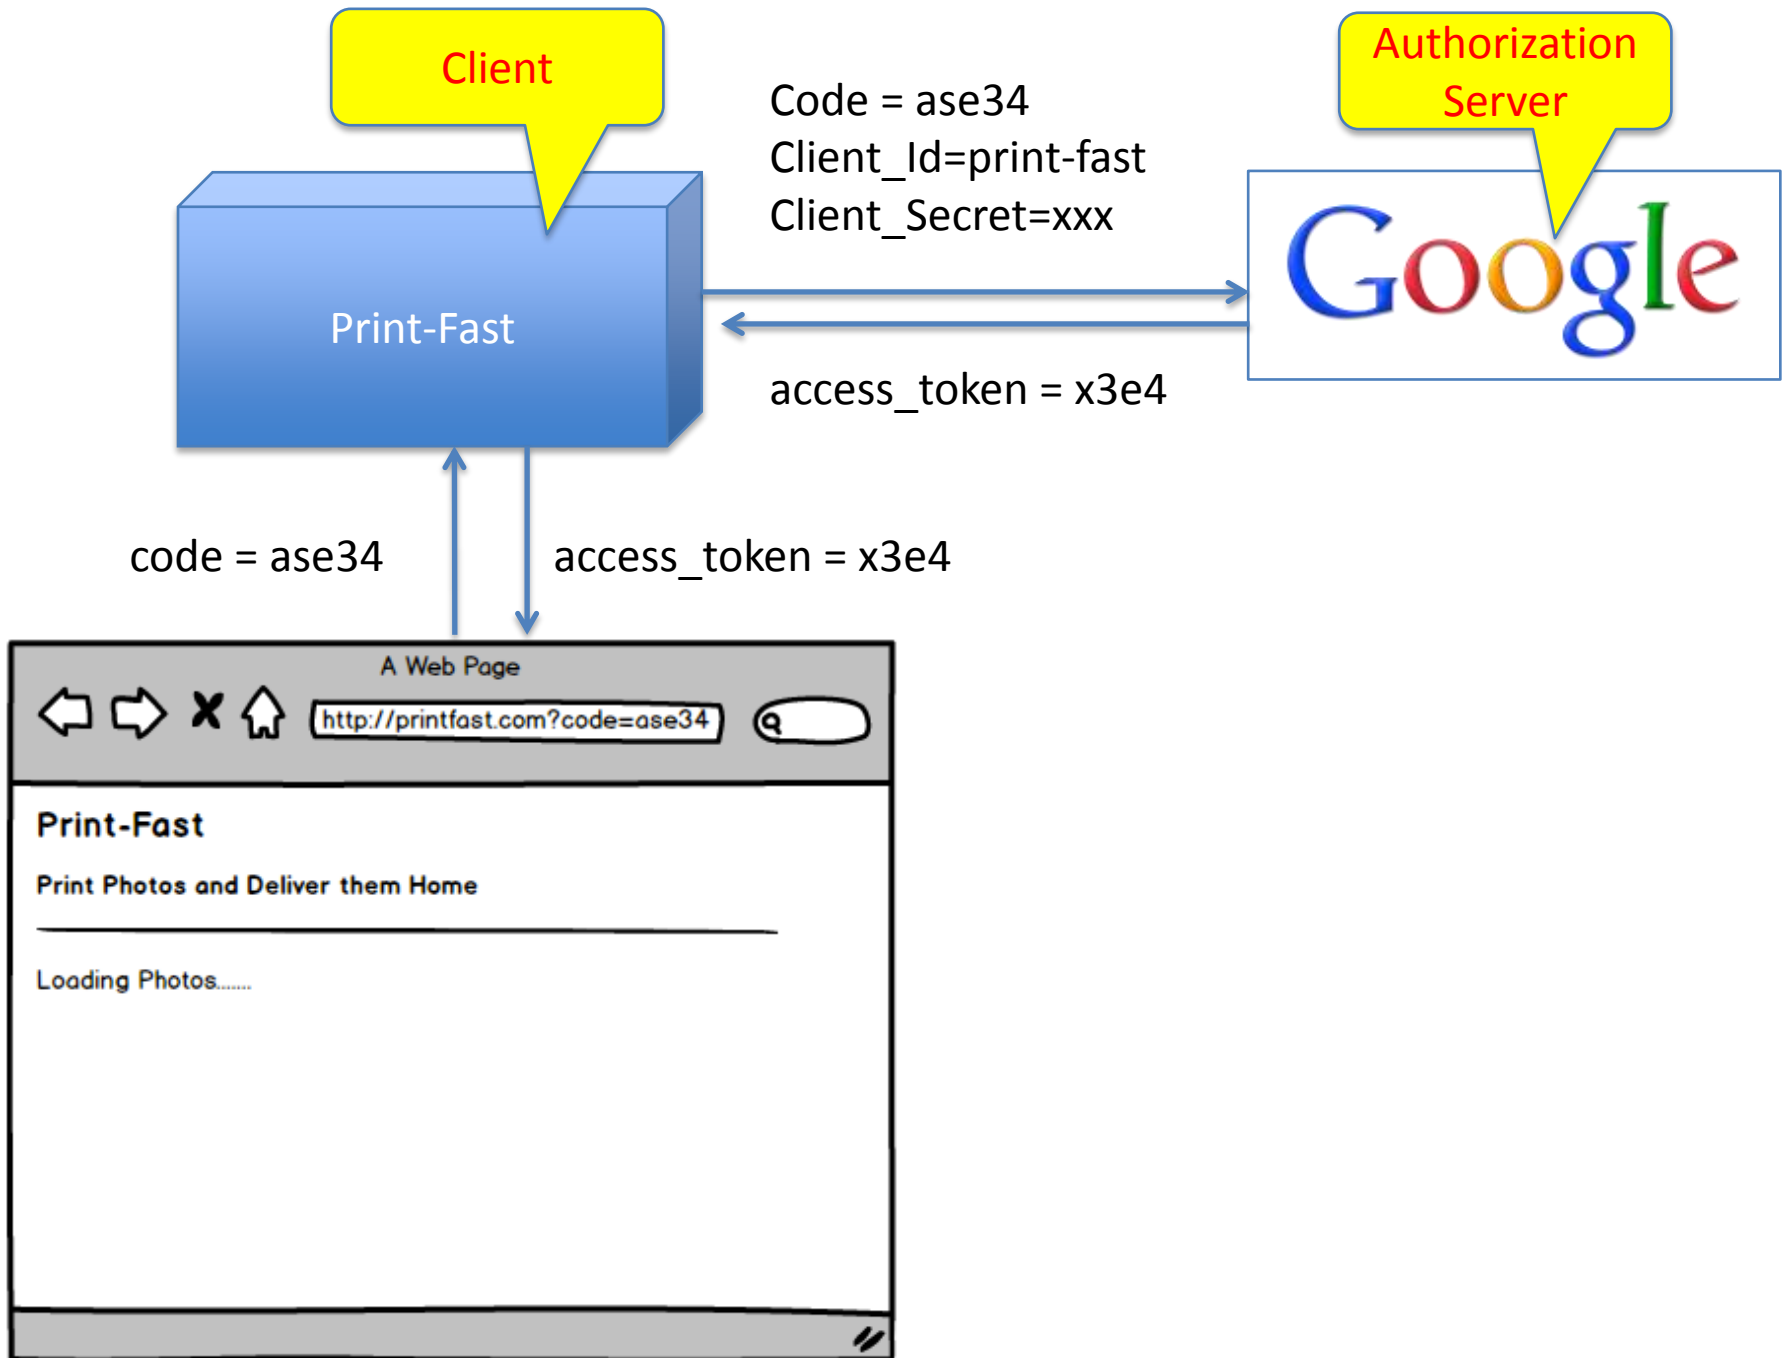 Client
Authorization
Server
Code = ase34
Client_Id=print-fast
Client_Secret=xxx
Google
Print-Fast
access_token = x3e4
code = ase34
access_token = x3e4
A Web Page
http://printfast.com?code=ase34
Print-Fast
Print Photos and Deliver them Home
Loading Photos.......